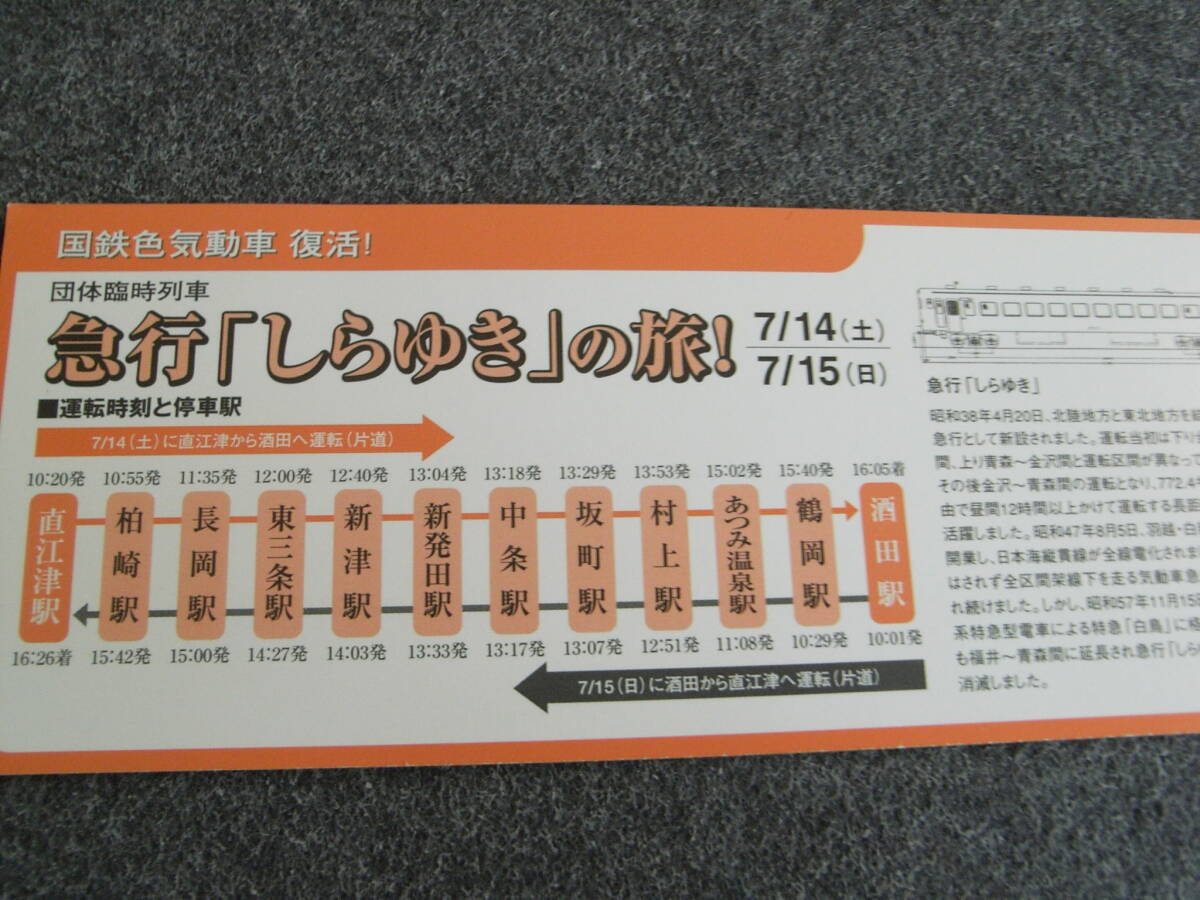 国鉄色気動車 復活!
団体臨時列車
急行「しらゆき」の旅!
7/14(土)
7/15(日)
■運転時刻と停車駅
7/14(土)に直江津から酒田へ運転(片道)
10:20発 10:55発 11:35発 12:00発 12:40発 13:04発 13:18発 13:29発 13:53発 15:02発 15:40発 16:05着
直江津駅
柏崎駅
長岡駅
東三条駅
新津駅
新発田駅
中条駅
坂町駅
村上駅
あつみ温泉駅
鶴岡駅
酒田駅
16:26着 15:42発 15:00発 14:27発 14:03発 13:33発 13:17発 13:07発 12:51発 11:08発 10:29発 10:01発
7/15(日)に酒田から直江津へ運転(片道)
急行「しらゆき」
昭和38年4月20日、北陸地方と東北地方を
急行として新設されました。運転当初は下り
間、上り青森〜金沢間と運転区間が異なって
その後金沢〜青森間の運転となり、772.4
由で昼間12時間以上かけて運転する長距
活躍しました。昭和47年8月5日、羽越・白
開業し、日本海縦貫線が全線電化されま
はされず全区間架線下を走る気動車急
れ続けました。しかし、昭和57年11月15
系特急型電車による特急「白鳥」に
も福井〜青森間に延長され急行「しら
消滅しました。